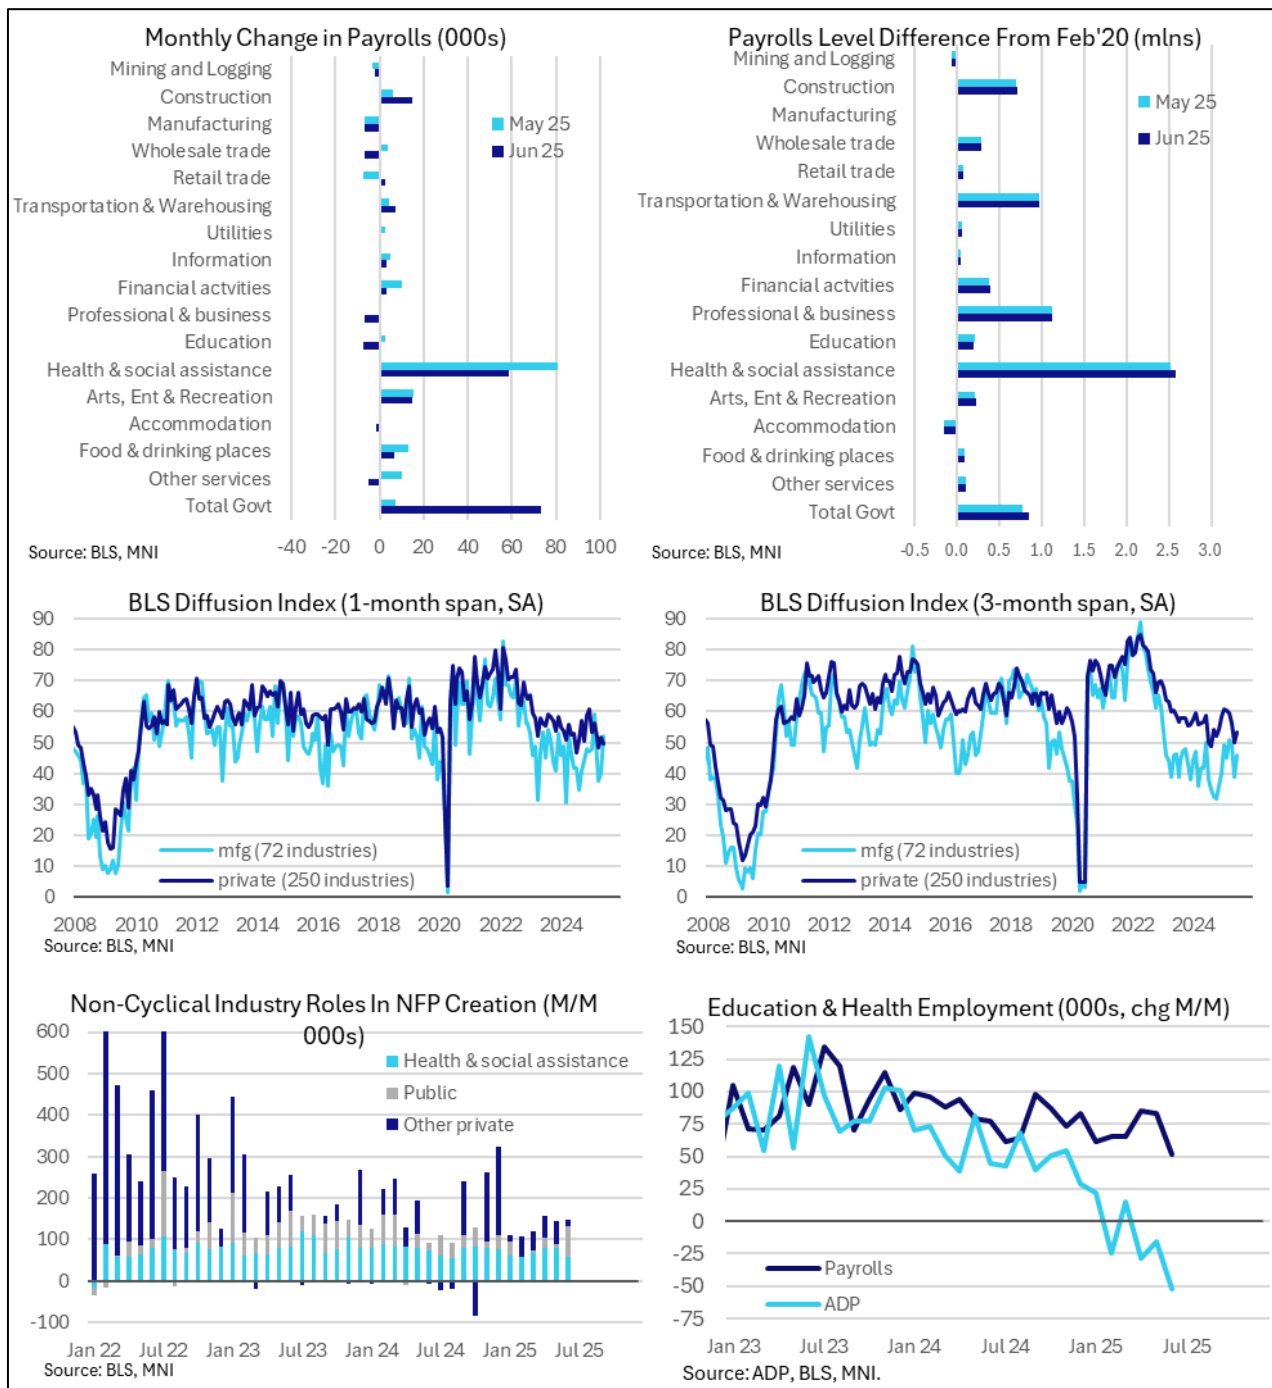 Monthly Change in Payrolls (000s)
Mining and Logging
Construction
Manufacturing
Wholesale trade
Retail trade
Transportation & Warehousing
Utilities
Information
Financial actvities
Professional & business
Education
Health & social assistance
Arts, Ent & Recreation
Accommodation
Food & drinking places
Other services
Total Govt
May 25
Jun 25
-40 -20 0 20 40 60 80 100
Source: BLS, MNI
Payrolls Level Difference From Feb'20 (mlns)
Mining and Logging
Construction
Manufacturing
Wholesale trade
Retail trade
Transportation & Warehousing
Utilities
Information
Financial actvities
Professional & business
Education
Health & social assistance
Arts, Ent & Recreation
Accommodation
Food & drinking places
Other services
Total Govt
May 25
Jun 25
-0.5 0.0 0.5 1.0 1.5 2.0 2.5 3.0
Source: BLS, MNI
BLS Diffusion Index (1-month span, SA)
90
80
70
60
50
40
30
20
10
0
mfg (72 industries)
private (250 industries)
2008 2010 2012 2014 2016 2018 2020 2022 2024
Source: BLS, MNI
BLS Diffusion Index (3-month span, SA)
90
80
70
60
50
40
30
20
10
0
mfg (72 industries)
private (250 industries)
2008 2010 2012 2014 2016 2018 2020 2022 2024
Source: BLS, MNI
Non-Cyclical Industry Roles In NFP Creation (M/M
000s)
600
500
400
300
200
100
0
-100
Health & social assistance
Public
Other private
Jan 22 Jul 22 Jan 23 Jul 23 Jan 24 Jul 24 Jan 25 Jul 25
Source: BLS, MNI
Education & Health Employment (000s, chg M/M)
150
125
100
75
50
25
0
-25
-50
-75
Payrolls
ADP
Jan 23 Jul 23 Jan 24 Jul 24 Jan 25 Jul 25
Source: ADP, BLS, MNI.